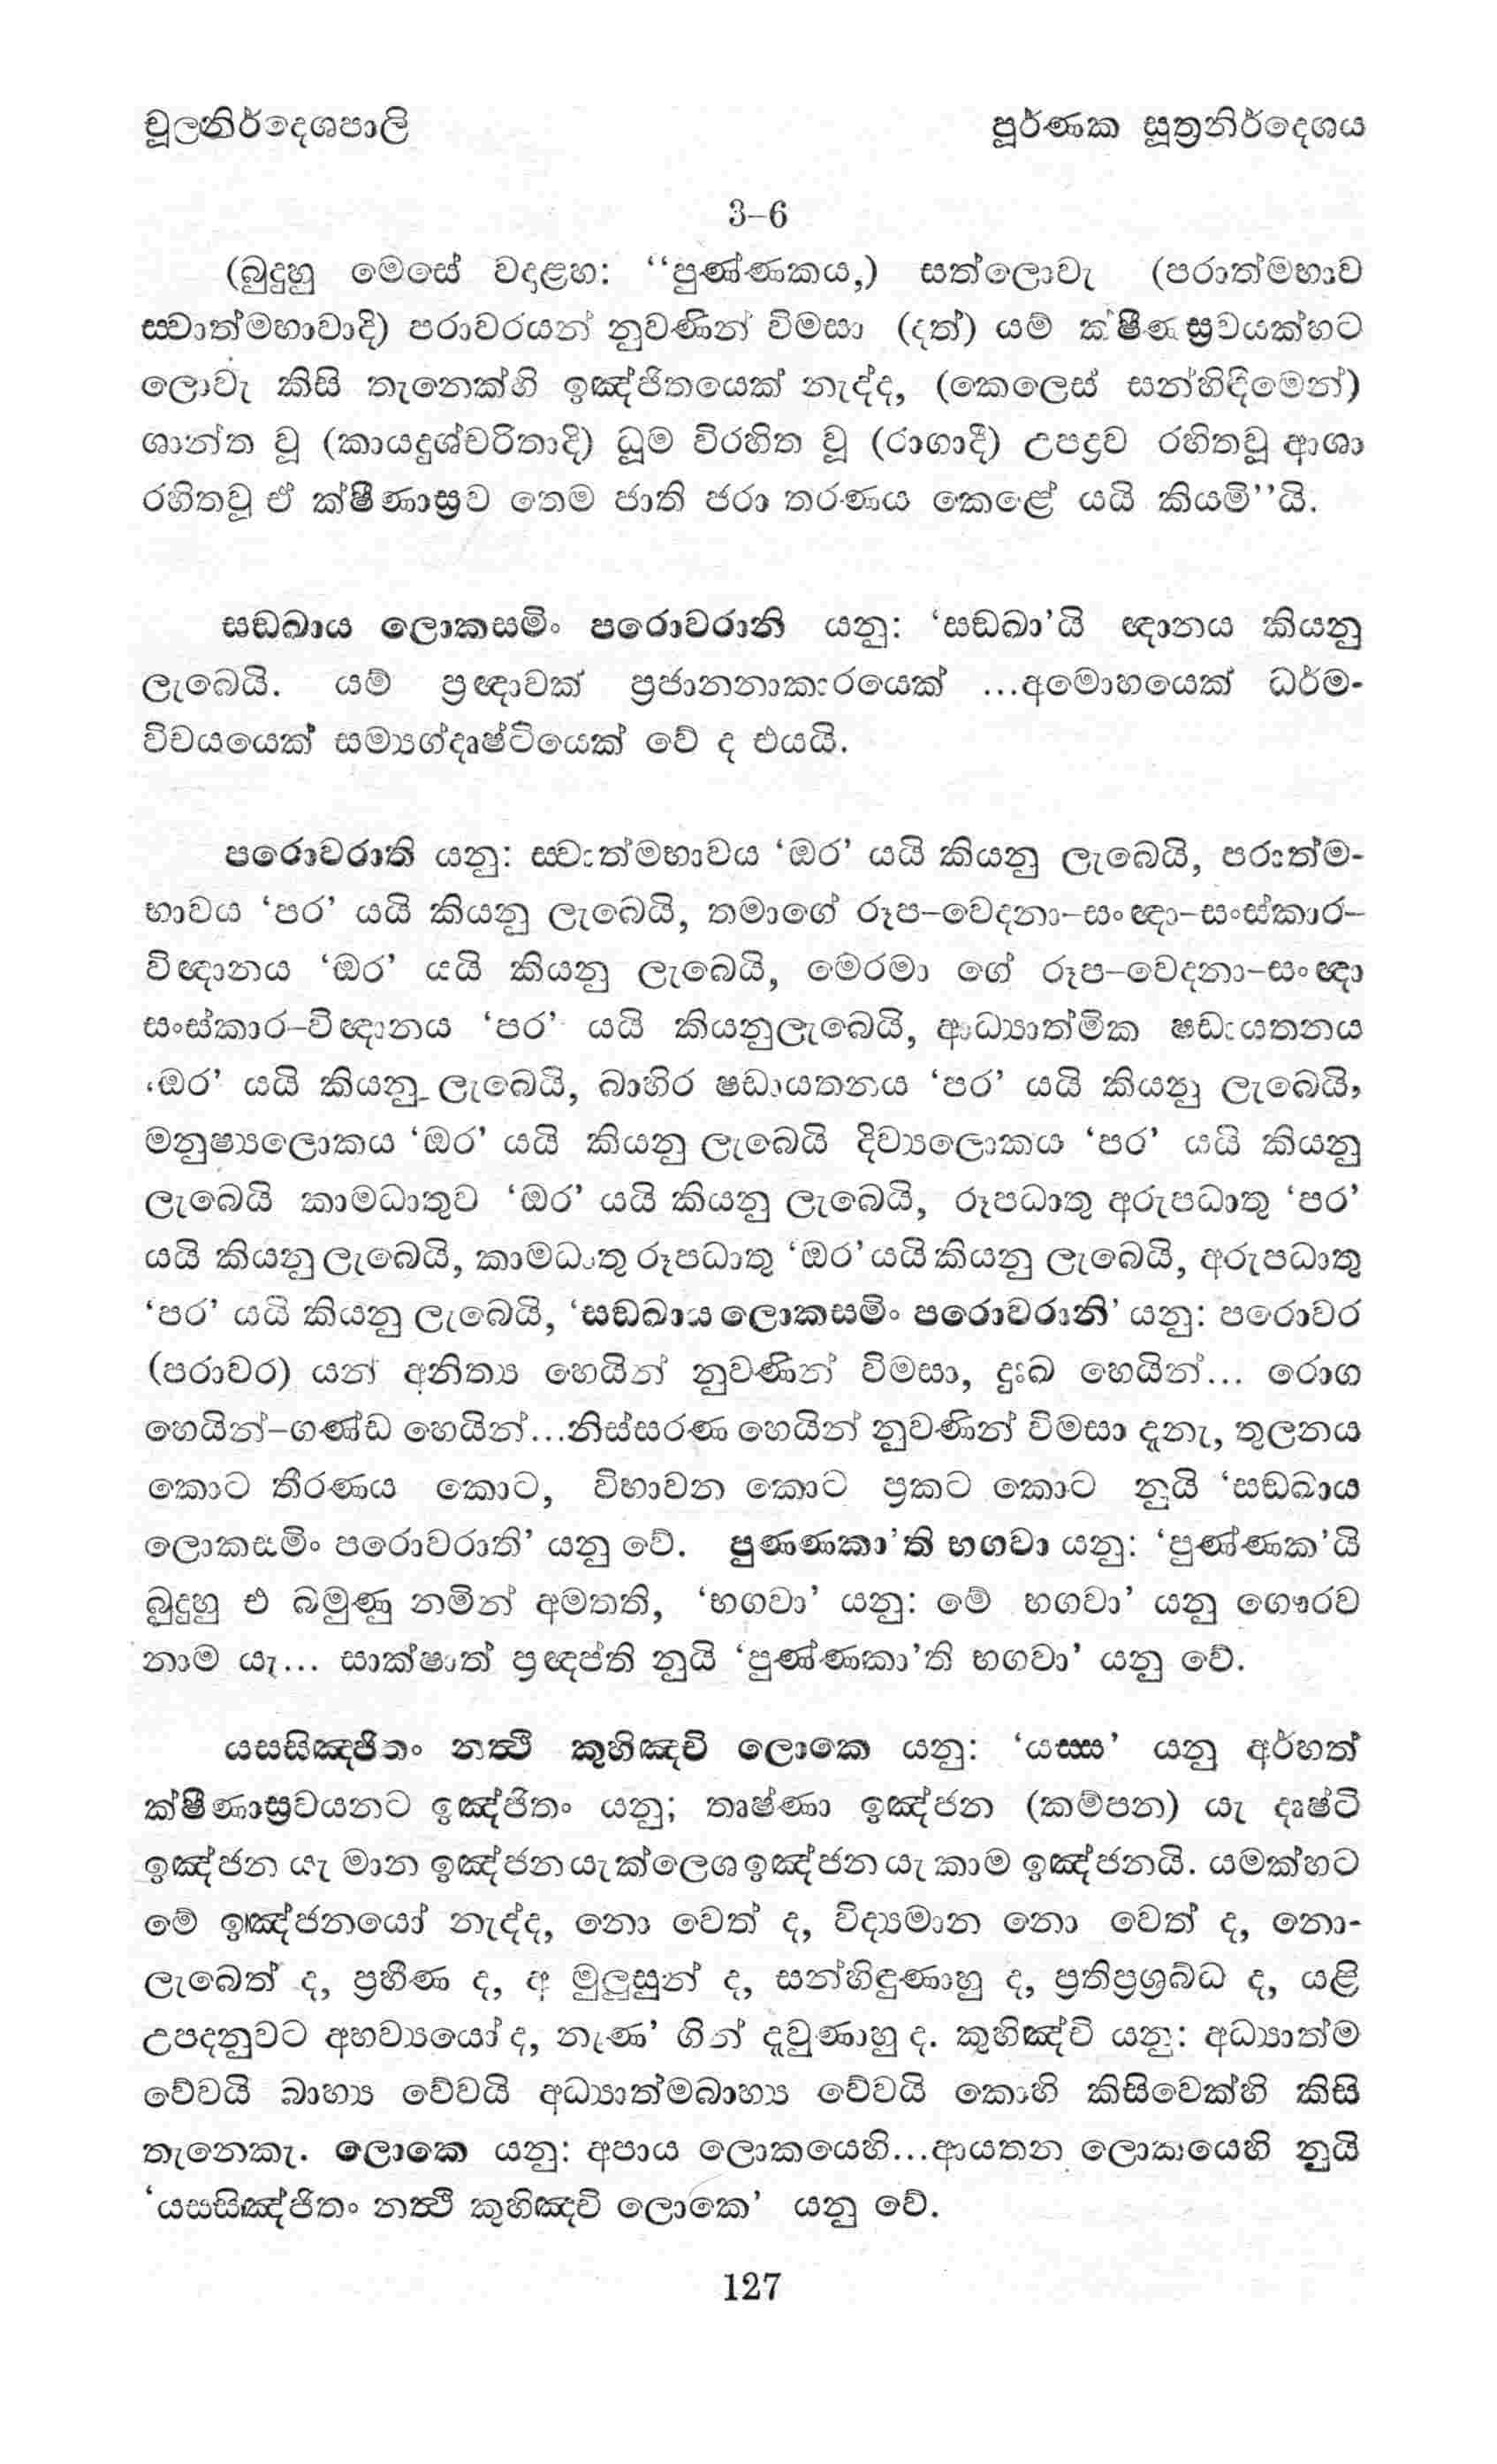 චූලනිර්දෙශපාලි
පූර්ණක සූත්‍රනිර්දෙශය
3–6
(බුදුහු මෙසේ වදාළහ: ‘‘පුණ්ණකය,) සත්ලොවැ (පරාත්මභාව
ස්වාත්මභාවාදි) පරාවරයන් නුවණින් විමසා (දත්) යම් ක්ෂීණාස්‍රවයක්හට
ලොවැ කිසි තැනෙක්හි ඉඤ්ජිතයෙක් නැද්ද, (කෙලෙස් සන්හිඳිමෙන්)
ශාන්ත වූ (කායදුශ්චරිතාදි) ධූම විරහිත වූ (රාගාදී) උපද්‍රව රහිතවූ ආශා
රහිතවූ ඒ ක්ෂීණාස්‍රව තෙම ජාති ජරා තරණය කෙළේ යයි කියමි’’යි.
සඞ්ඛාය ලොකස්මිං පරොවරානි යනු: ‘සඞ්ඛා’යි ඥානය කියනු
ලැබෙයි. යම් ප්‍රඥාවක් ප්‍රජානනාකාරයෙක් ...අමොහයෙක් ධර්ම-
විචයයෙක් සම්‍යග්දෘෂ්ටියෙක් වේ ද එයයි.
පරොවරානි යනු: ස්වාත්මභාවය ‘ඔර’ යයි කියනු ලැබෙයි, පරාත්ම-
භාවය ‘පර’ යයි කියනු ලැබෙයි, තමාගේ රූප–වෙදනා–සංඥා–සංස්කාර–
විඥානය ‘ඔර’ යයි කියනු ලැබෙයි, මෙරමා ගේ රූප–වෙදනා–සංඥා
සංස්කාර–විඥානය ‘පර’ යයි කියනුලැබෙයි, ආධ්‍යාත්මික ෂඩායතනය
‘ඔර’ යයි කියනු ලැබෙයි, බාහිර ෂඩායතනය ‘පර’ යයි කියනු ලැබෙයි,
මනුෂ්‍යලොකය ‘ඔර’ යයි කියනු ලැබෙයි දිව්‍යලොකය ‘පර’ යයි කියනු
ලැබෙයි කාමධාතුව ‘ඔර’ යයි කියනු ලැබෙයි, රූපධාතු අරූපධාතු ‘පර’
යයි කියනුලැබෙයි, කාමධාතු රූපධාතු ‘ඔර’ යයි කියනු ලැබෙයි, අරූපධාතු
‘පර’ යයි කියනු ලැබෙයි, ‘සඞ්ඛාය ලොකස්මිං පරොවරානි’ යනු: පරොවර
(පරාවර) යන් අනිත්‍ය හෙයින් නුවණින් විමසා, දුඃඛ හෙයින්... රොග
හෙයින්–ගණ්ඩ හෙයින්...නිස්සරණ හෙයින් නුවණින් විමසා දැනැ, තුලනය
කොට තීරණය කොට, විභාවන කොට ප්‍රකට කොට නුයි ‘සඞ්ඛාය
ලොකස්මිං පරොවරාති’ යනු වේ. පුණ්ණකා’ති භගවා යනු: ‘පුණ්ණක’යි
බුදුහු එ බමුණු නමින් අමතති, ‘භගවා’ යනු: මේ භගවා’ යනු ගෞරව
නාම යැ... සාක්ෂාත් ප්‍රඥප්ති නුයි ‘පුණ්ණකා’ති භගවා’ යනු වේ.
යස්සිඤ්ජිතං නත්ථි කුහිඤ්චි ලොකෙ යනු: ‘යස්ස’ යනු අර්හත්
ක්ෂීණාස්‍රවයනට ඉඤ්ජිතං යනු; තෘෂ්ණා ඉඤ්ජන (කම්පන) යැ දෘෂ්ටි
ඉඤ්ජන යැ මාන ඉඤ්ජන යැ ක්ලෙශ ඉඤ්ජන යැ කාම ඉඤ්ජනයි. යමක්හට
මේ ඉඤ්ජනයෝ නැද්ද, නො වෙත් ද, විද්‍යමාන නො වෙත් ද, නො-
ලැබෙත් ද, ප්‍රහීණ ද, අ මුලුසුන් ද, සන්හිඳුණාහු ද, ප්‍රතිප්‍රශ්‍රබ්ධ ද, යළි
උපදනුවට අභව්‍යයෝ ද, නැණ’ ගින් දැවුණාහු ද. කුහිඤ්චි යනු: අධ්‍යාත්ම
වේවයි බාහ්‍ය වේවයි අධ්‍යාත්මබාහ්‍ය වේවයි කොහි කිසිවෙක්හි කිසි
තැනෙකැ. ලොකෙ යනු: අපාය ලොකයෙහි...ආයතන ලොකයෙහි නුයි
‘යස්සිඤ්ජිතං නත්ථි කුහිඤ්චි ලොකෙ’ යනු වේ.
127